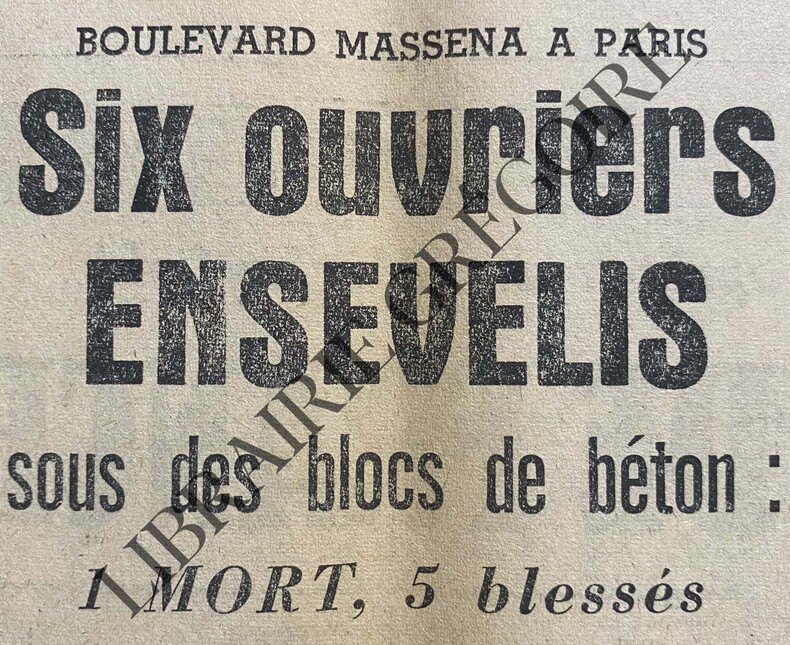 BOULEVARD MASSENA A PARIS
Six ouvriers
ENSEVELIS
sous des blocs de béton :
1 MORT, 5 blessés
LIBRAIRIE GREGOIRE